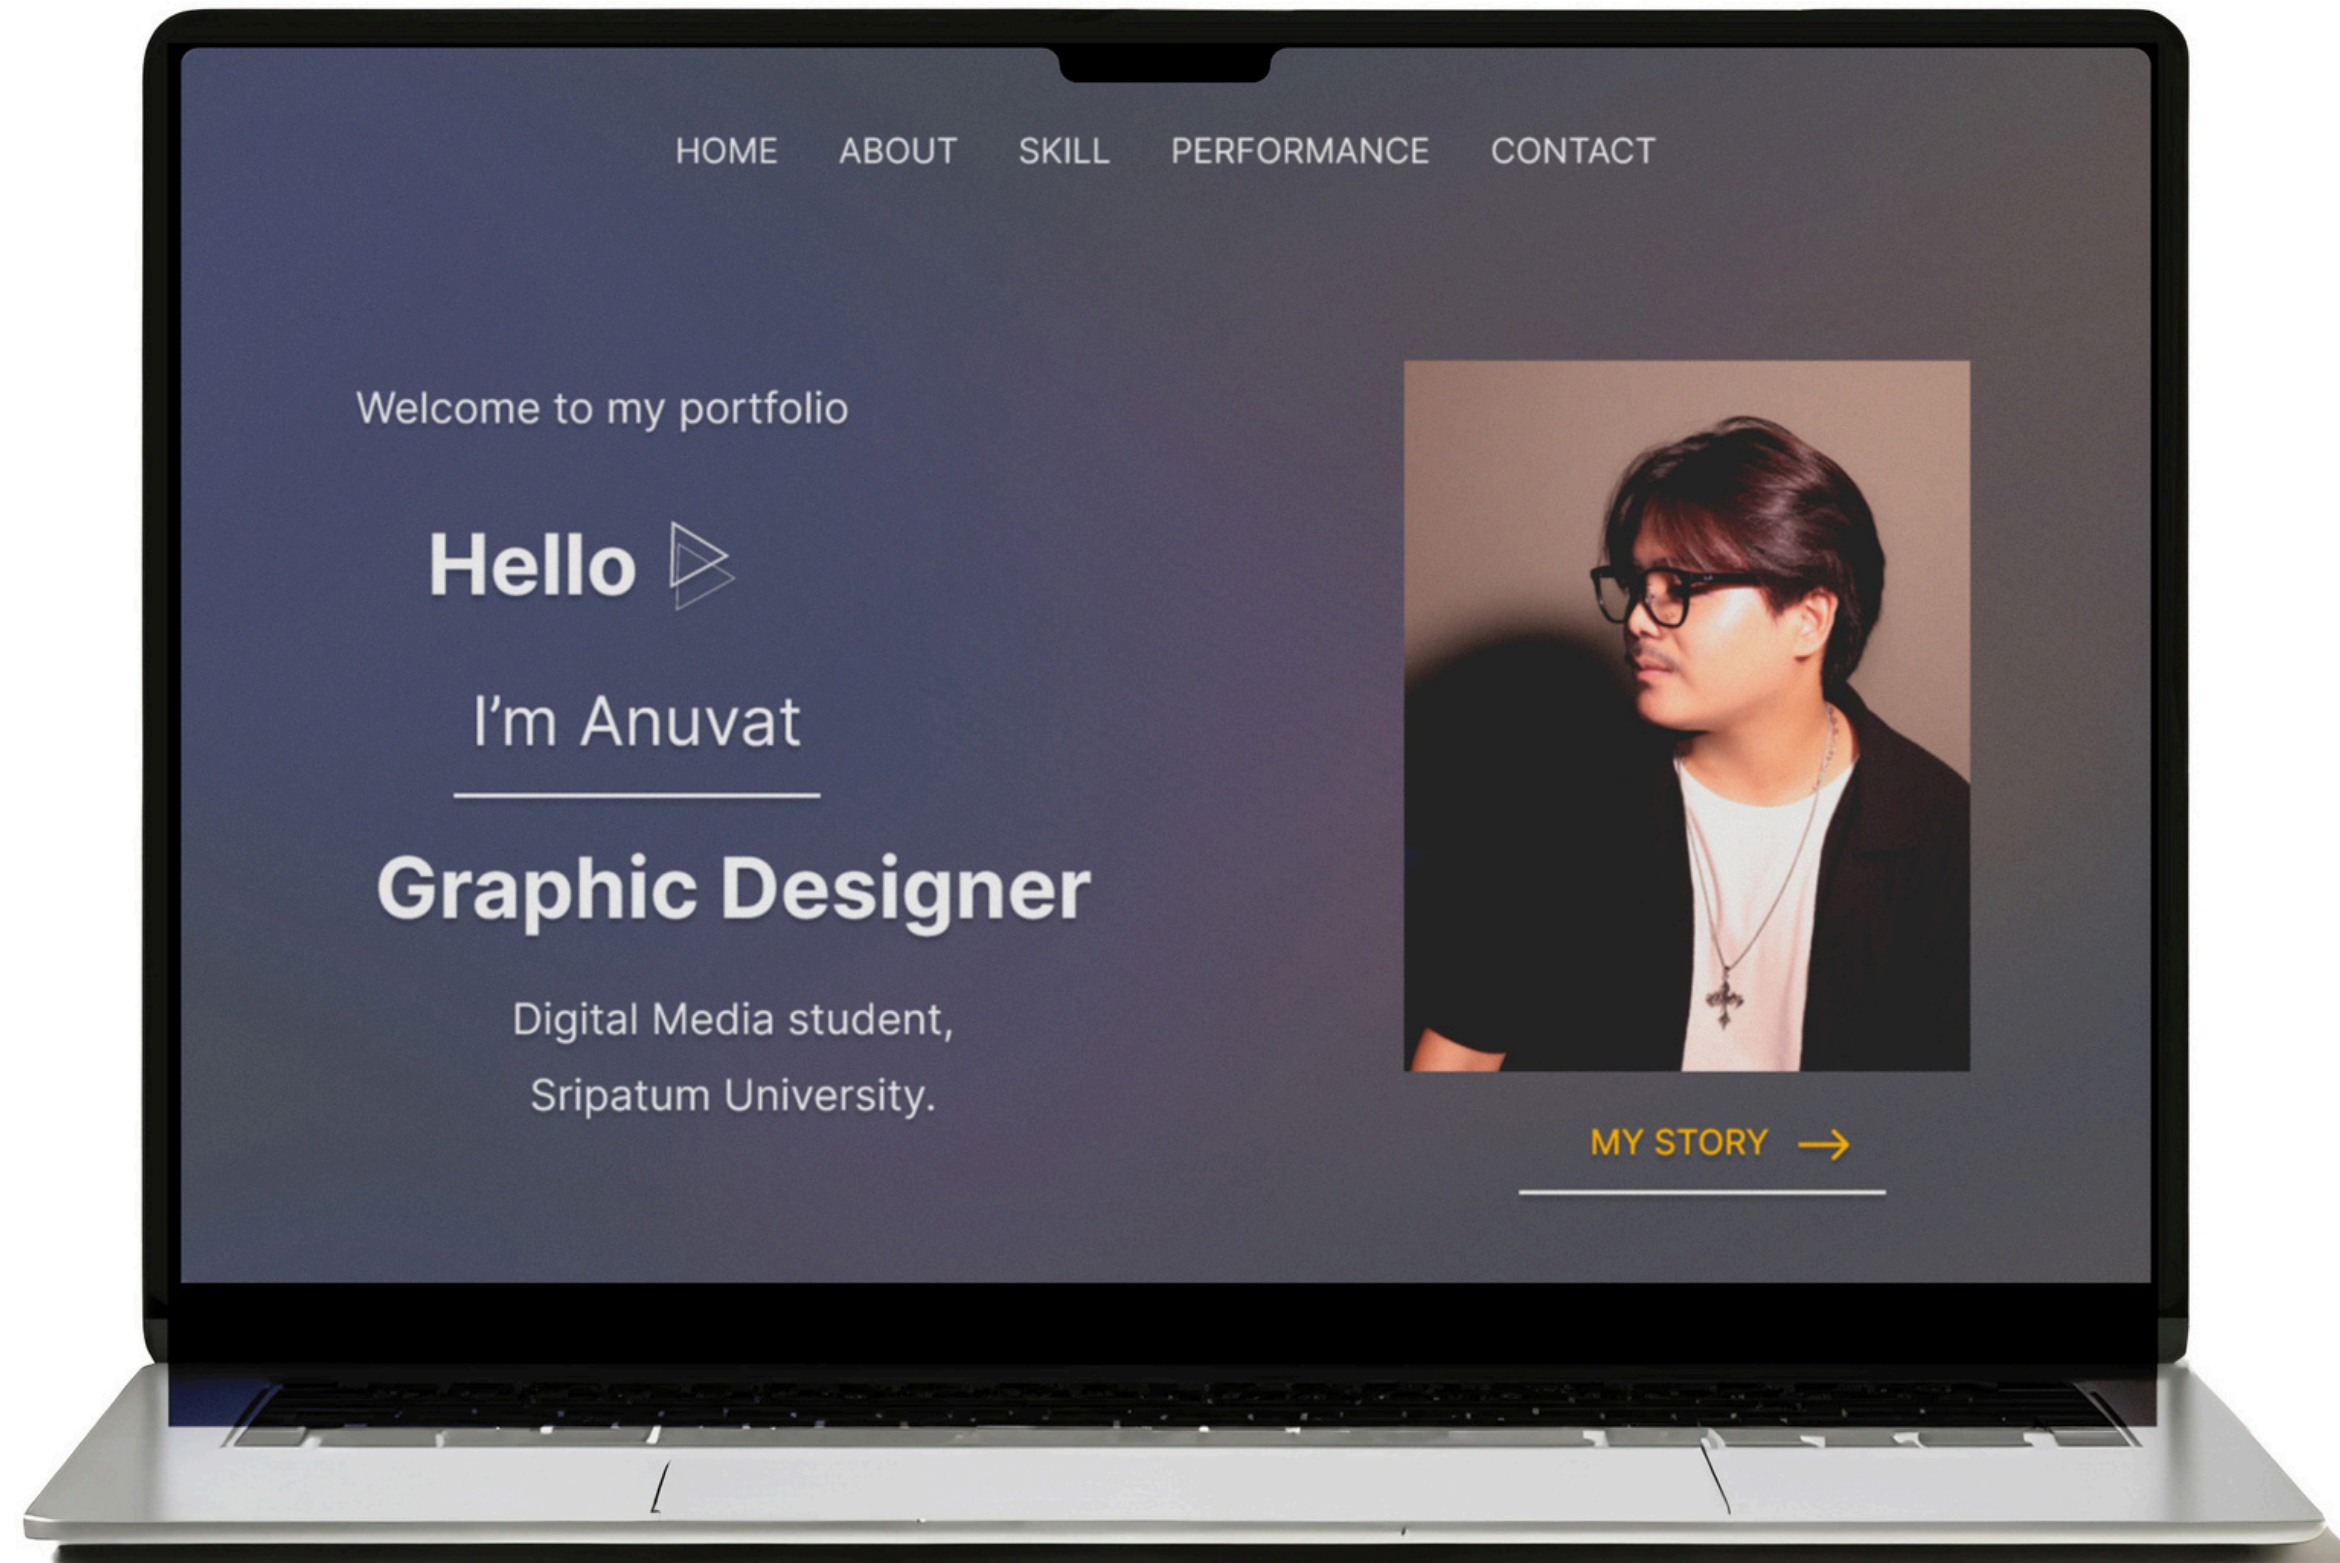 HOME ABOUT SKILL PERFORMANCE CONTACT
Welcome to my portfolio
Hello
I’m Anuvat
Graphic Designer
Digital Media student,
Sripatum University.
MY STORY